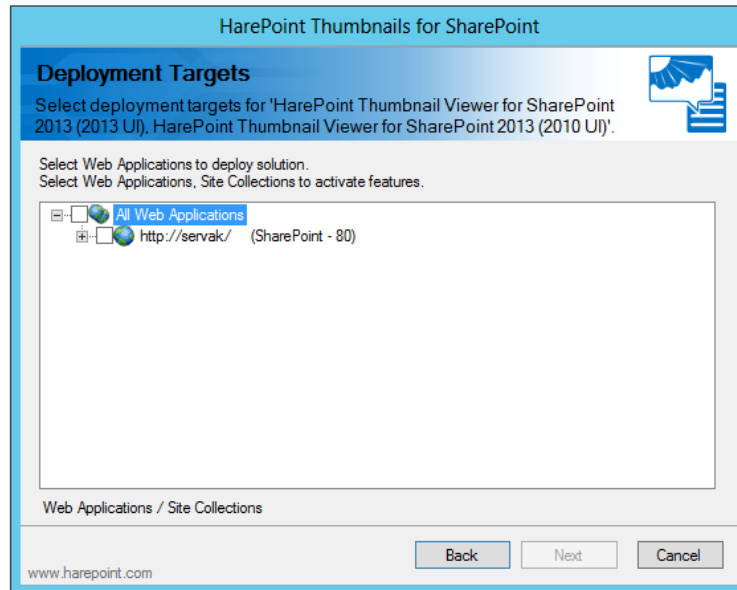 HarePoint Thumbnails for SharePoint
Deployment Targets
Select deployment targets for 'HarePoint Thumbnail Viewer for SharePoint
2013 (2013 UI), HarePoint Thumbnail Viewer for SharePoint 2013 (2010 UI)'.
Select Web Applications to deploy solution.
Select Web Applications, Site Collections to activate features.
All Web Applications
http://servak/ (SharePoint - 80)
Web Applications / Site Collections
Back Next Cancel
www.harepoint.com